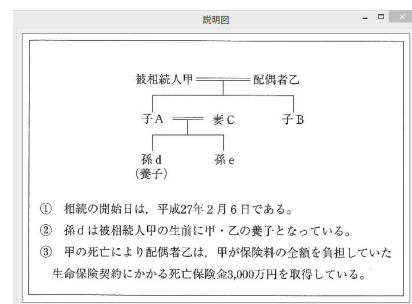 説明図
被相続人甲 配偶者乙
子A 妻C 子B
孫d 孫e
(養子)
① 相続の開始日は,平成27年2月6日である。
② 孫dは被相続人甲の生前に甲・乙の養子となっている。
③ 甲の死亡により配偶者乙は,甲が保険料の全額を負担していた
生命保険契約にかかる死亡保険金3,000万円を取得している。